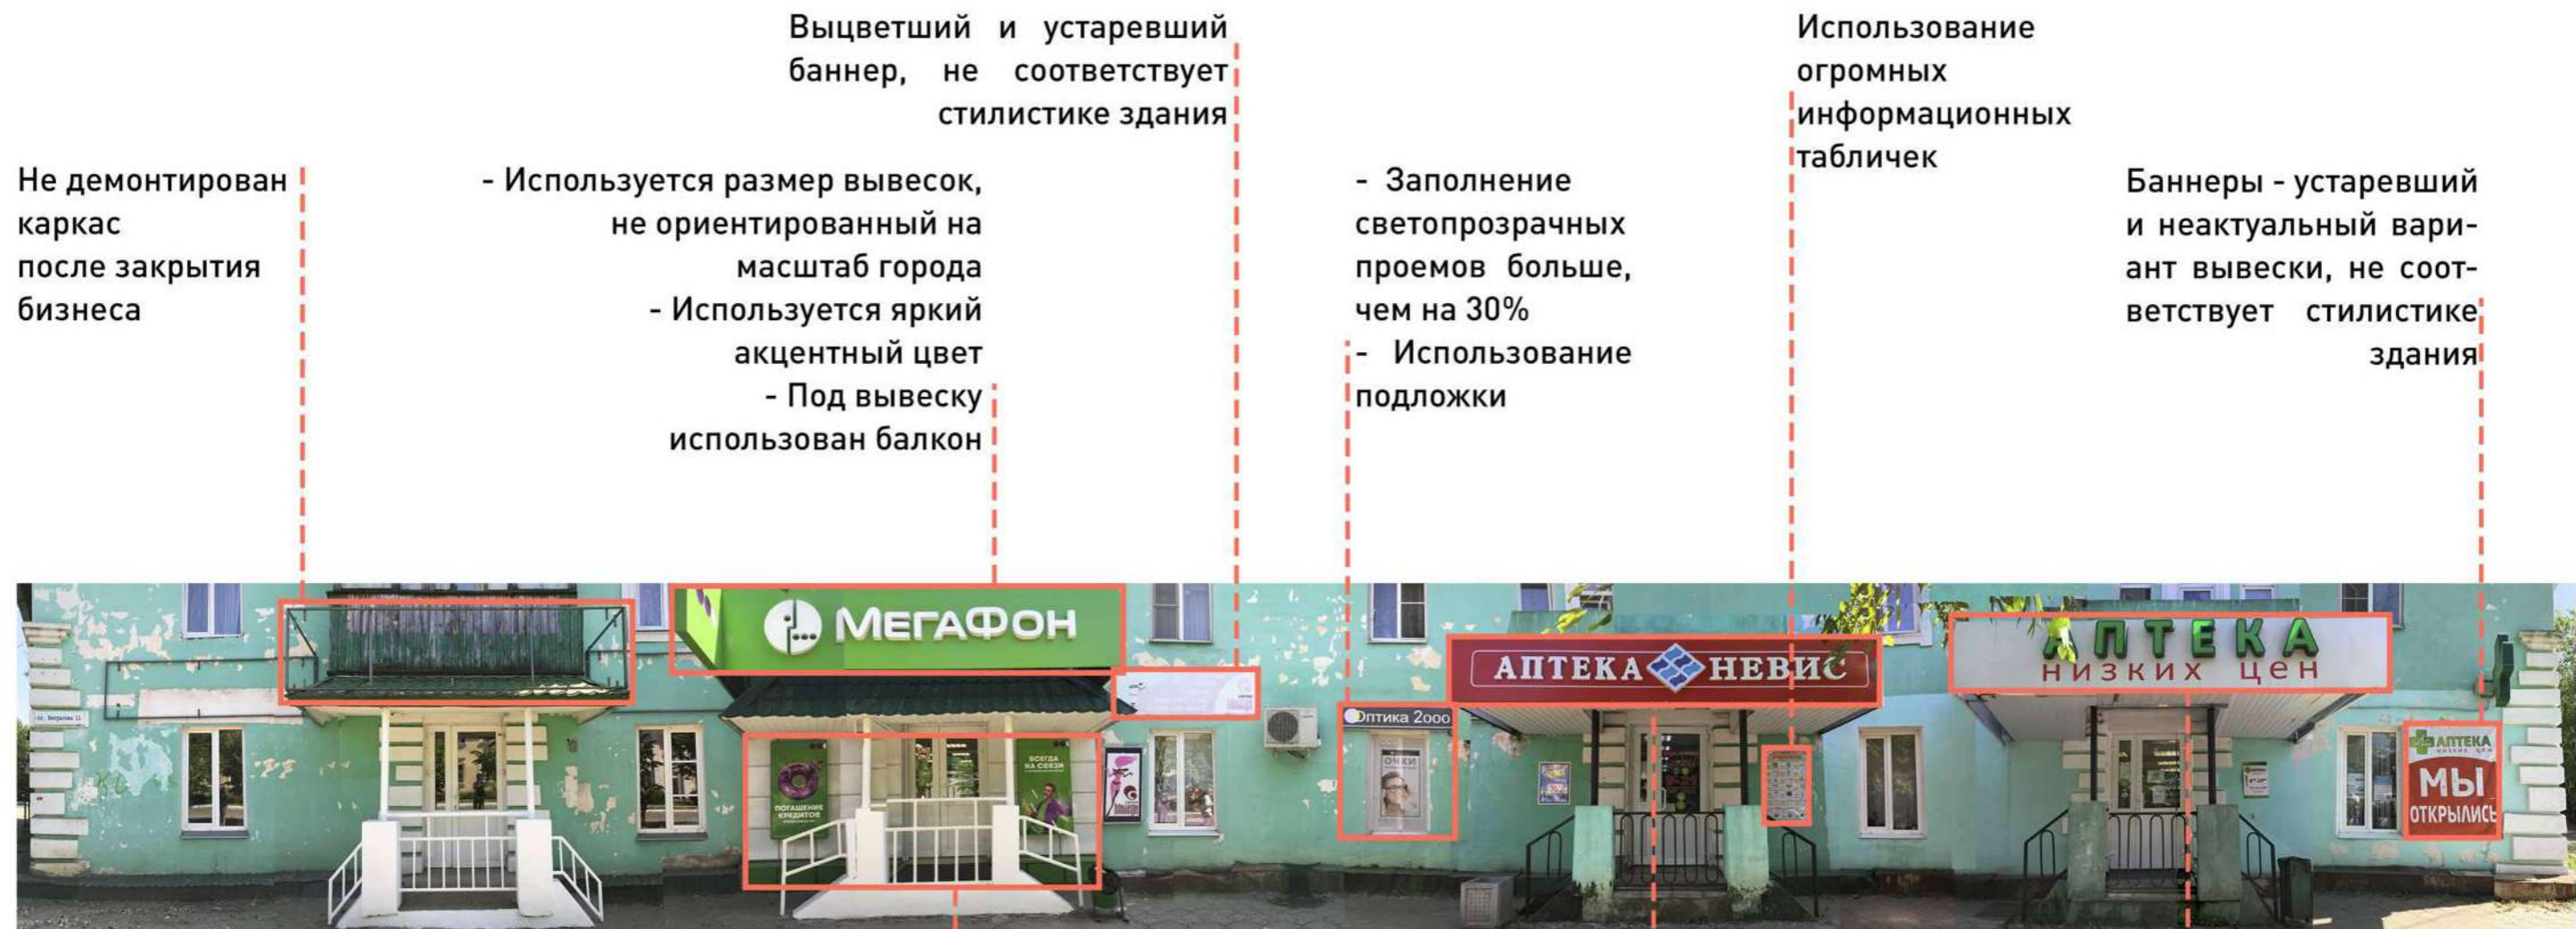 Выцветший и устаревший
баннер, не соответствует
стилистике здания
Использование
огромных
информационных
табличек
Не демонтирован
каркас
после закрытия
бизнеса
- Используется размер вывесок,
не ориентированный на
масштаб города
- Используется яркий
акцентный цвет
- Под вывеску
использован балкон
- Заполнение
светопрозрачных
проемов больше,
чем на 30%
- Использование
подложки
Баннеры - устаревший
и неактуальный вари-
ант вывески, не соот-
ветствует стилистике
здания
МЕГАФОН
АПТЕКА НЕВИС
АПТЕКА
низких цен
Оптика 2000
ОЧКИ
ПОГАШЕНИЕ
КРЕДИТОВ
ВСЕГДА
НА СВЯЗИ
АПТЕКА
НИЗКИХ ЦЕН
МЫ
ОТКРЫЛИСЬ